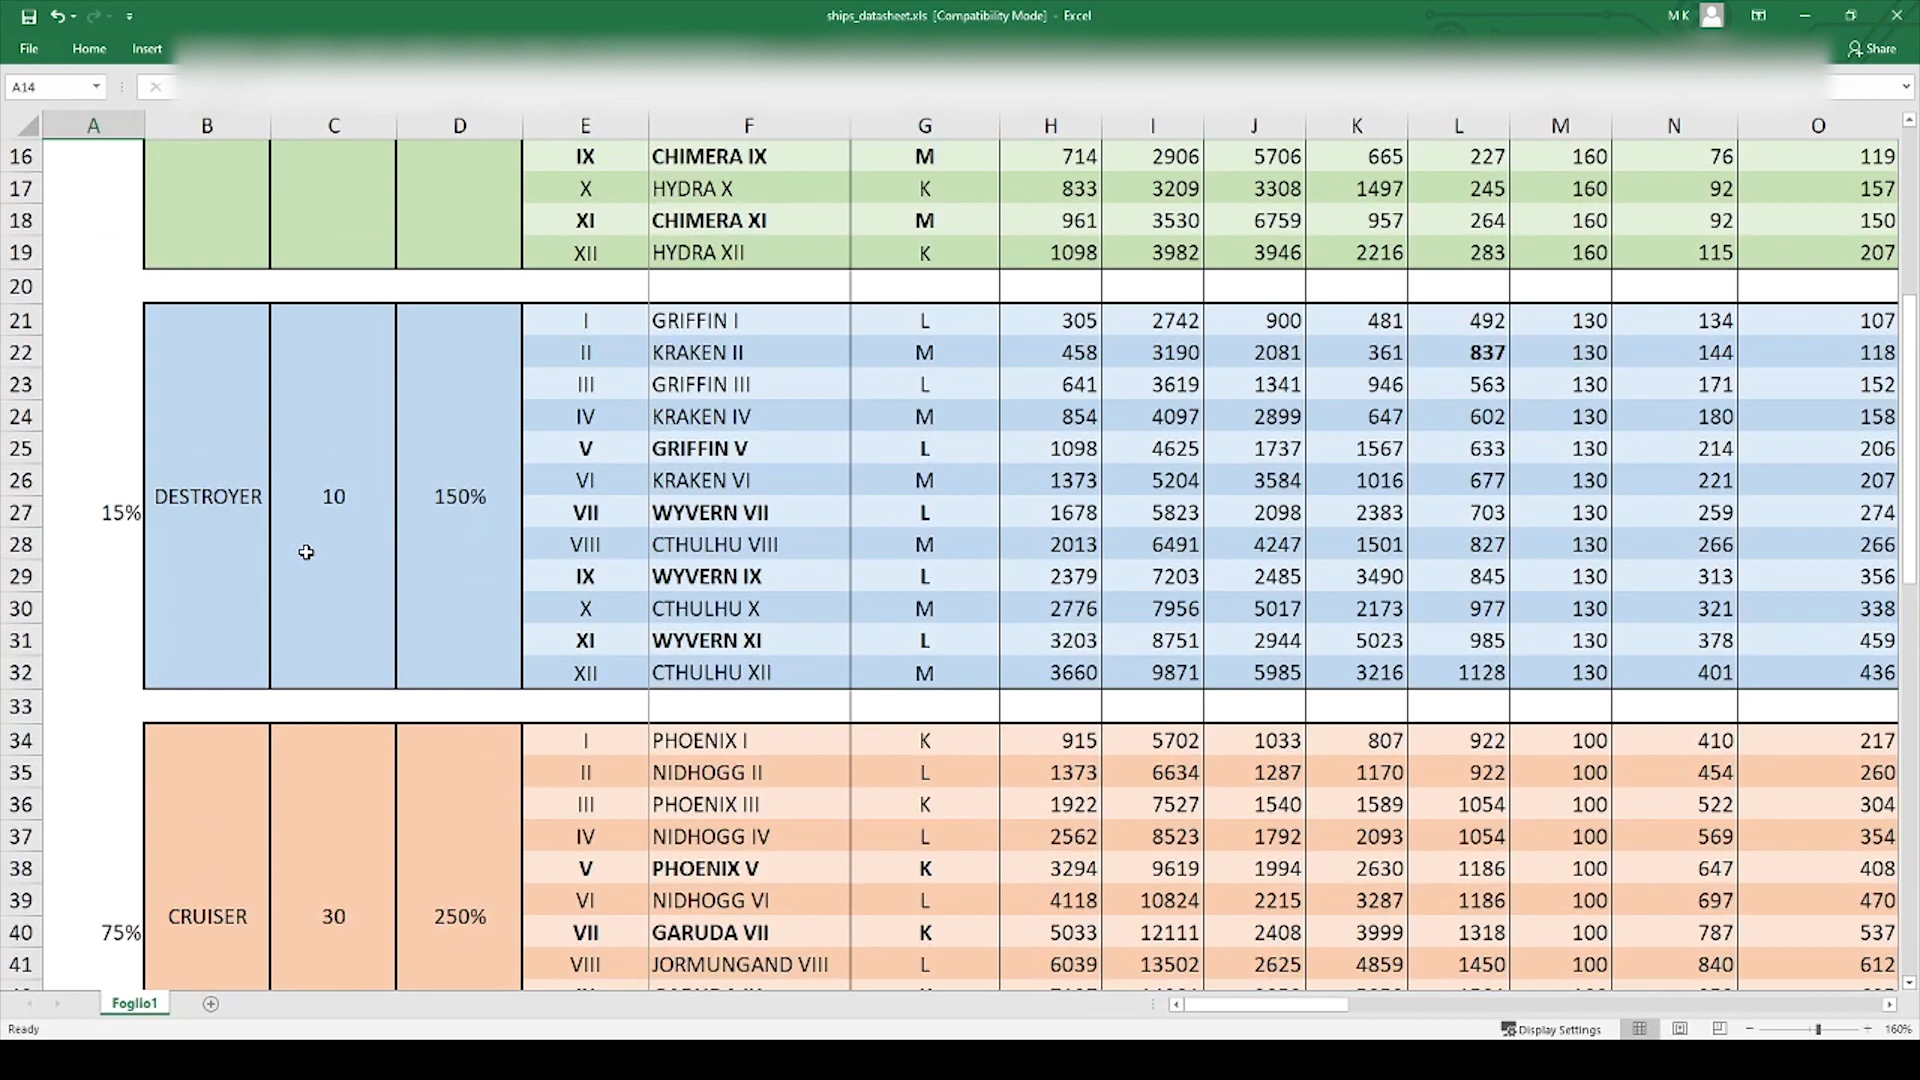 ships_datasheet.xls [Compatibility Mode] - Excel
M K
File Home Insert Share
A14
A B C D E F G H I J K L M N O
16 IX CHIMERA IX M 714 2906 5706 665 227 160 76 119
17 X HYDRA X K 833 3209 3308 1497 245 160 92 157
18 XI CHIMERA XI M 961 3530 6759 957 264 160 92 150
19 XII HYDRA XII K 1098 3982 3946 2216 283 160 115 207
20
21 I GRIFFIN I L 305 2742 900 481 492 130 134 107
22 II KRAKEN II M 458 3190 2081 361 837 130 144 118
23 III GRIFFIN III L 641 3619 1341 946 563 130 171 152
24 IV KRAKEN IV M 854 4097 2899 647 602 130 180 158
25 V GRIFFIN V L 1098 4625 1737 1567 633 130 214 206
26 VI KRAKEN VI M 1373 5204 3584 1016 677 130 221 207
DESTROYER 10 150%
27 15% VII WYVERN VII L 1678 5823 2098 2383 703 130 259 274
28 VIII CTHULHU VIII M 2013 6491 4247 1501 827 130 266 266
29 IX WYVERN IX L 2379 7203 2485 3490 845 130 313 356
30 X CTHULHU X M 2776 7956 5017 2173 977 130 321 338
31 XI WYVERN XI L 3203 8751 2944 5023 985 130 378 459
32 XII CTHULHU XII M 3660 9871 5985 3216 1128 130 401 436
33
34 I PHOENIX I K 915 5702 1033 807 922 100 410 217
35 II NIDHOGG II L 1373 6634 1287 1170 922 100 454 260
36 III PHOENIX III K 1922 7527 1540 1589 1054 100 522 304
37 IV NIDHOGG IV L 2562 8523 1792 2093 1054 100 569 354
38 V PHOENIX V K 3294 9619 1994 2630 1186 100 647 408
39 VI NIDHOGG VI L 4118 10824 2215 3287 1186 100 697 470
CRUISER 30 250%
40 75% VII GARUDA VII K 5033 12111 2408 3999 1318 100 787 537
41 VIII JORMUNGAND VIII L 6039 13502 2625 4859 1450 100 840 612
Foglio1
Ready Display Settings 160%